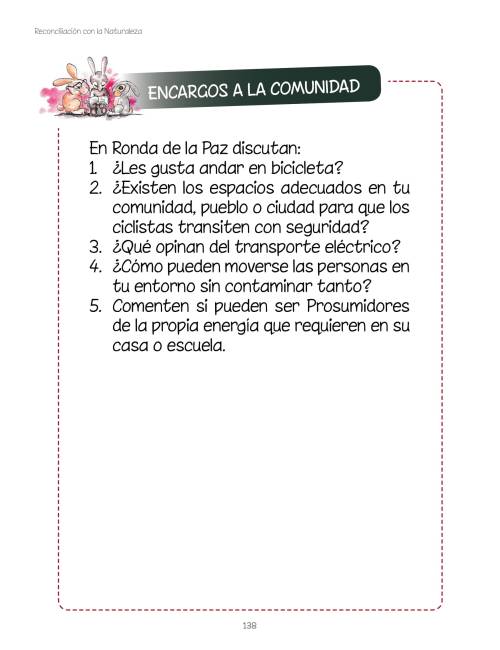 Reconciliación con la Naturaleza
ENCARGOS A LA COMUNIDAD
En Ronda de la Paz discutan:
1. ¿Les gusta andar en bicicleta?
2. ¿Existen los espacios adecuados en tu
comunidad, pueblo o ciudad para que los
ciclistas transiten con seguridad?
3. ¿Qué opinan del transporte eléctrico?
4. ¿Cómo pueden moverse las personas en
tu entorno sin contaminar tanto?
5. Comenten si pueden ser Prosumidores
de la propia energía que requieren en su
casa o escuela.
138